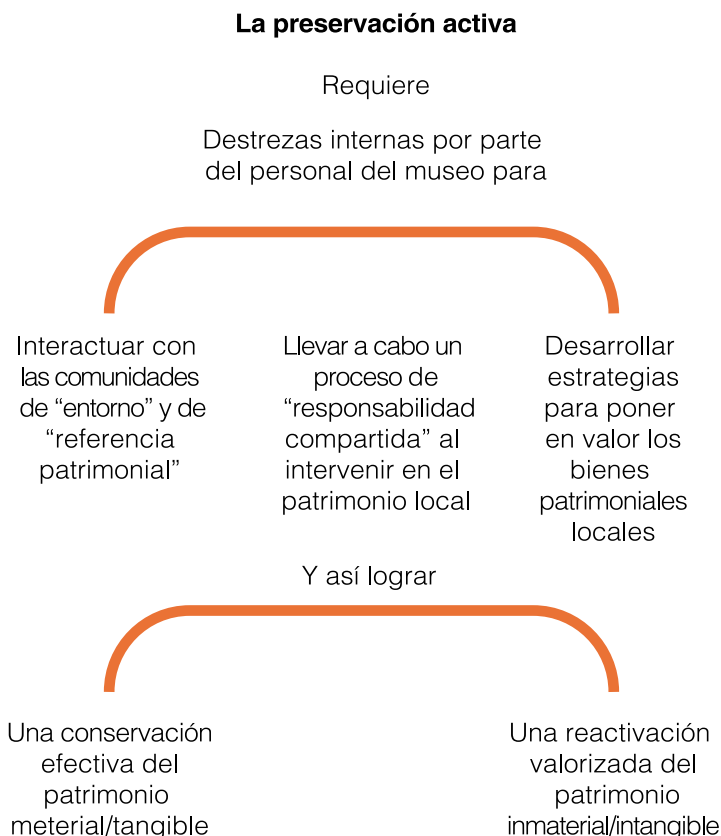 La preservación activa
Requiere
Destrezas internas por parte
del personal del museo para
Interactuar con
las comunidades
de “entorno” y de
“referencia
patrimonial”
Llevar a cabo un
proceso de
“responsabilidad
compartida” al
intervenir en el
patrimonio local
Desarrollar
estrategias
para poner
en valor los
bienes
patrimoniales
locales
Y así lograr
Una conservación
efectiva del
patrimonio
meterial/tangible
Una reactivación
valorizada del
patrimonio
inmaterial/intangible